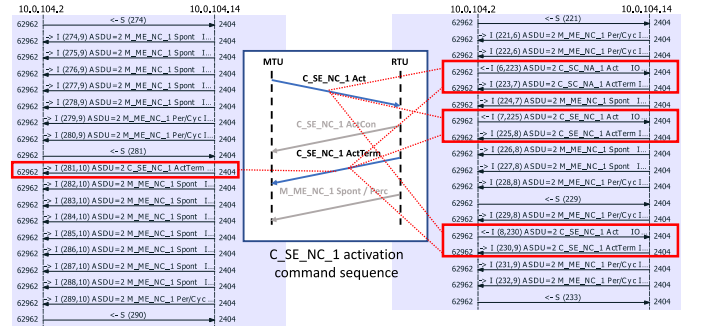 10.0.104.2 10.0.104.14
62962 <- S (274) 2404
62962 -> I (274,9) ASDU=2 M_ME_NC_1 Spont I... 2404
62962 -> I (275,9) ASDU=2 M_ME_NC_1 Spont I... 2404
62962 -> I (276,9) ASDU=2 M_ME_NC_1 Spont I... 2404
62962 -> I (277,9) ASDU=2 M_ME_NC_1 Spont I... 2404
62962 -> I (278,9) ASDU=2 M_ME_NC_1 Spont I... 2404
62962 -> I (279,9) ASDU=2 M_ME_NC_1 Per/Cyc I... 2404
62962 -> I (280,9) ASDU=2 M_ME_NC_1 Per/Cyc I... 2404
62962 <- S (281) 2404
62962 -> I (281,10) ASDU=2 C_SE_NC_1 ActTerm ... 2404
62962 -> I (282,10) ASDU=2 M_ME_NC_1 Spont I... 2404
62962 -> I (283,10) ASDU=2 M_ME_NC_1 Spont I... 2404
62962 -> I (284,10) ASDU=2 M_ME_NC_1 Spont I... 2404
62962 -> I (285,10) ASDU=2 M_ME_NC_1 Spont I... 2404
62962 -> I (286,10) ASDU=2 M_ME_NC_1 Spont I... 2404
62962 -> I (287,10) ASDU=2 M_ME_NC_1 Spont I... 2404
62962 -> I (288,10) ASDU=2 M_ME_NC_1 Spont I... 2404
62962 -> I (289,10) ASDU=2 M_ME_NC_1 Per/Cyc ... 2404
62962 <- S (290) 2404
MTU RTU
C_SE_NC_1 Act
C_SE_NC_1 ActCon
C_SE_NC_1 ActTerm
M_ME_NC_1 Spont / Perc
C_SE_NC_1 activation
command sequence
10.0.104.2 10.0.104.14
62962 <- S (221) 2404
62962 -> I (221,6) ASDU=2 M_ME_NC_1 Per/Cyc I... 2404
62962 -> I (222,6) ASDU=2 M_ME_NC_1 Per/Cyc I... 2404
62962 <- I (6,223) ASDU=2 C_SC_NA_1 Act IO... 2404
62962 -> I (223,7) ASDU=2 C_SC_NA_1 ActTerm I... 2404
62962 -> I (224,7) ASDU=2 M_ME_NC_1 Spont I... 2404
62962 <- I (7,225) ASDU=2 C_SE_NC_1 Act IO... 2404
62962 -> I (225,8) ASDU=2 C_SE_NC_1 ActTerm I... 2404
62962 -> I (226,8) ASDU=2 M_ME_NC_1 Spont I... 2404
62962 -> I (227,8) ASDU=2 M_ME_NC_1 Spont I... 2404
62962 -> I (228,8) ASDU=2 M_ME_NC_1 Per/Cyc I... 2404
62962 <- S (229) 2404
62962 -> I (229,8) ASDU=2 M_ME_NC_1 Per/Cyc I... 2404
62962 <- I (8,230) ASDU=2 C_SE_NC_1 Act IO... 2404
62962 -> I (230,9) ASDU=2 C_SE_NC_1 ActTerm I... 2404
62962 -> I (231,9) ASDU=2 M_ME_NC_1 Per/Cyc I... 2404
62962 -> I (232,9) ASDU=2 M_ME_NC_1 Per/Cyc I... 2404
62962 <- S (233) 2404